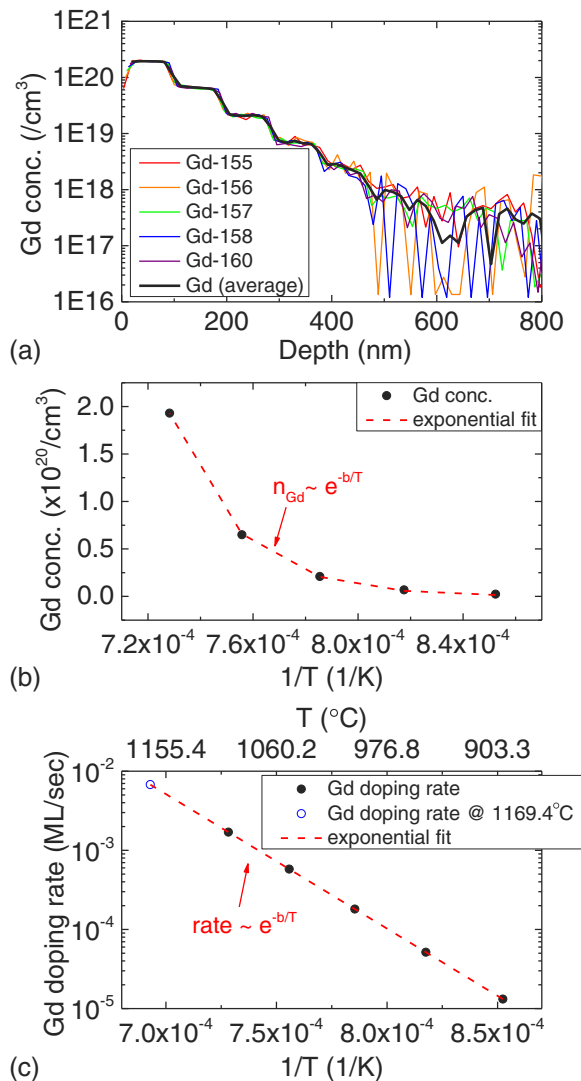 1E21
1E20
1E19
1E18
1E17
1E16
Gd conc. (/cm³)
Gd-155
Gd-156
Gd-157
Gd-158
Gd-160
Gd (average)
0 200 400 600 800
Depth (nm)
(a)
Gd conc.
exponential fit
2.0
1.5
1.0
0.5
0.0
Gd conc. (x10²⁰/cm³)
n_Gd ~ e^-b/T
7.2x10⁻⁴ 7.6x10⁻⁴ 8.0x10⁻⁴ 8.4x10⁻⁴
1/T (1/K)
(b)
T (°C)
1155.4 1060.2 976.8 903.3
10⁻²
10⁻³
10⁻⁴
10⁻⁵
Gd doping rate (ML/sec)
Gd doping rate
Gd doping rate @ 1169.4°C
exponential fit
rate ~ e^-b/T
7.0x10⁻⁴ 7.5x10⁻⁴ 8.0x10⁻⁴ 8.5x10⁻⁴
1/T (1/K)
(c)